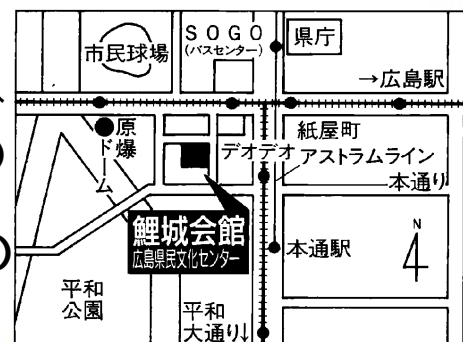 市民球場
SOGO
(バスセンター)
県庁
→広島駅
原爆ドーム
紙屋町
デオデオ
アストラムライン
本通り
鯉城会館
広島県民文化センター
本通駅
N
平和
公園
平和
大通り↓